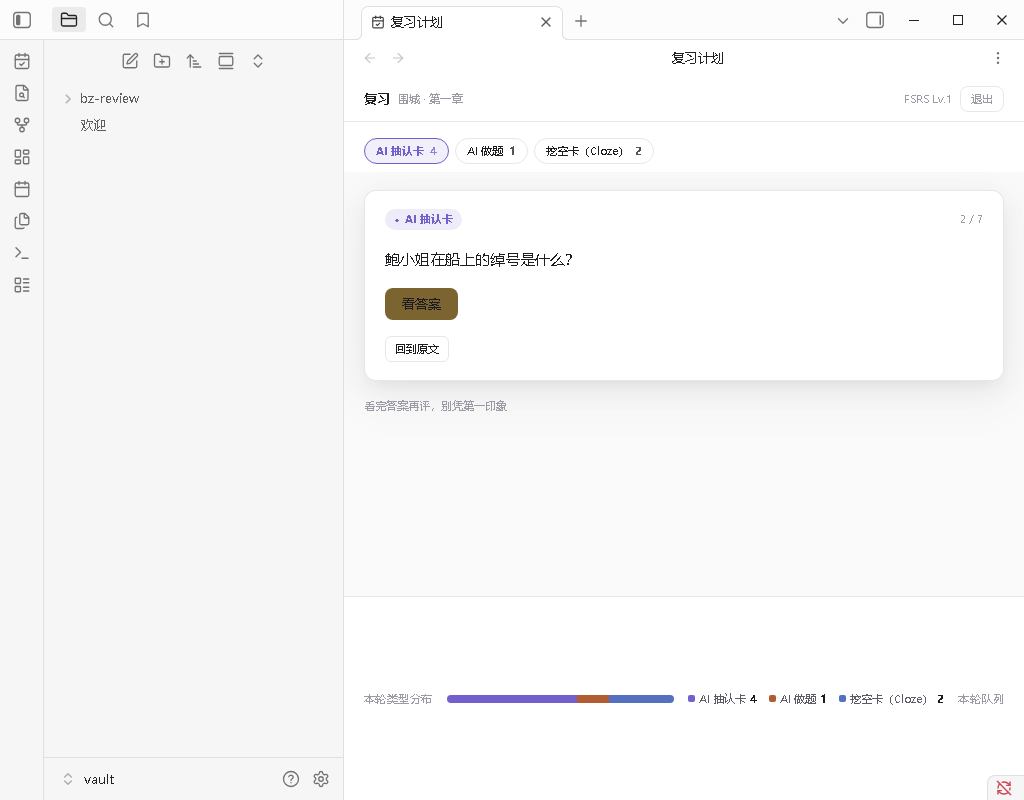 复习计划
bz-review
欢迎
复习计划
复习 围城 · 第一章 FSRS Lv.1 退出
AI 抽认卡 4 AI 做题 1 挖空卡 (Cloze) 2
AI 抽认卡 2 / 7
鲍小姐在船上的绰号是什么?
看答案
回到原文
看完答案再评，别凭第一印象
本轮类型分布 AI 抽认卡 4 AI 做题 1 挖空卡 (Cloze) 2 本轮队列
vault